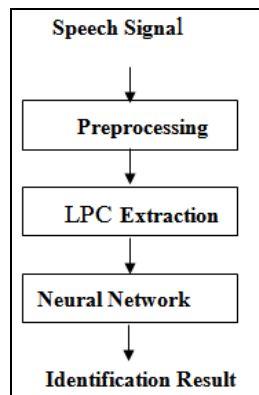 Speech Signal
Preprocessing
LPC Extraction
Neural Network
Identification Result